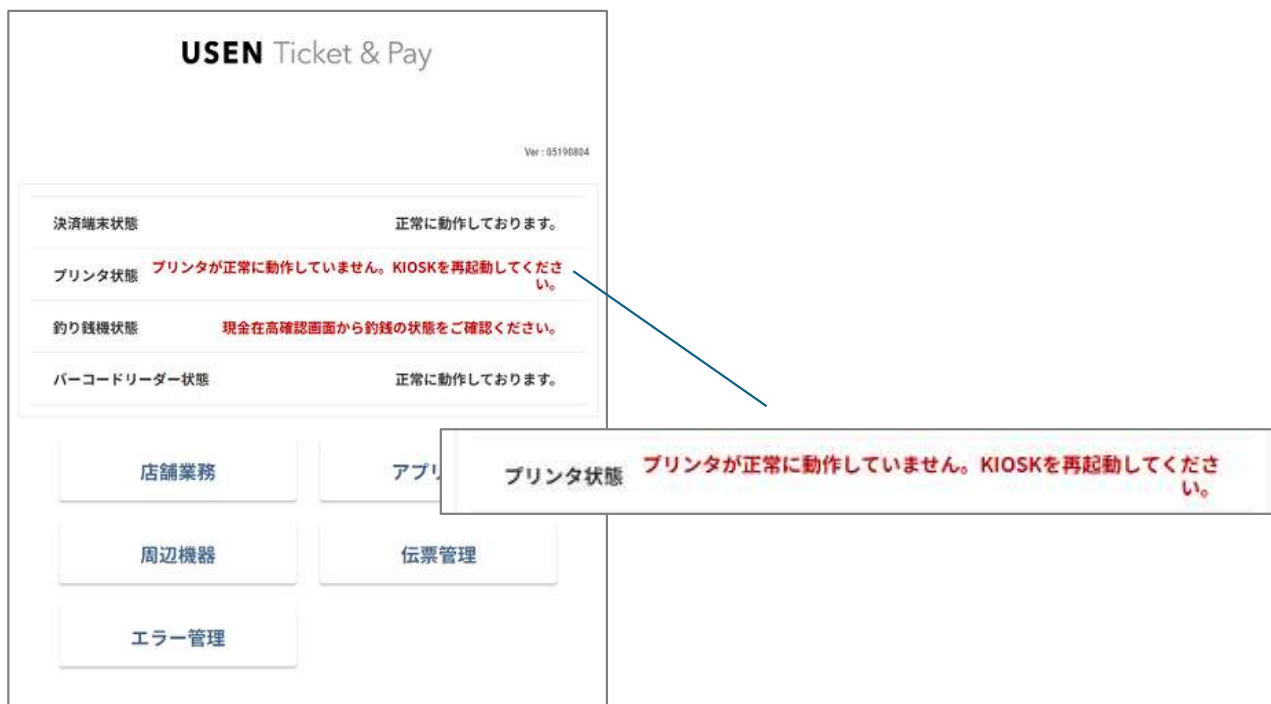 USEN Ticket & Pay
Ver : 05190804
決済端末状態 正常に動作しております。
プリンタ状態 プリンタが正常に動作していません。KIOSKを再起動してくださ
い。
釣り銭機状態 現金在高確認画面から釣銭の状態をご確認ください。
バーコードリーダー状態 正常に動作しております。
店舗業務 アプリ
プリンタ状態 プリンタが正常に動作していません。KIOSKを再起動してくださ
い。
周辺機器 伝票管理
エラー管理